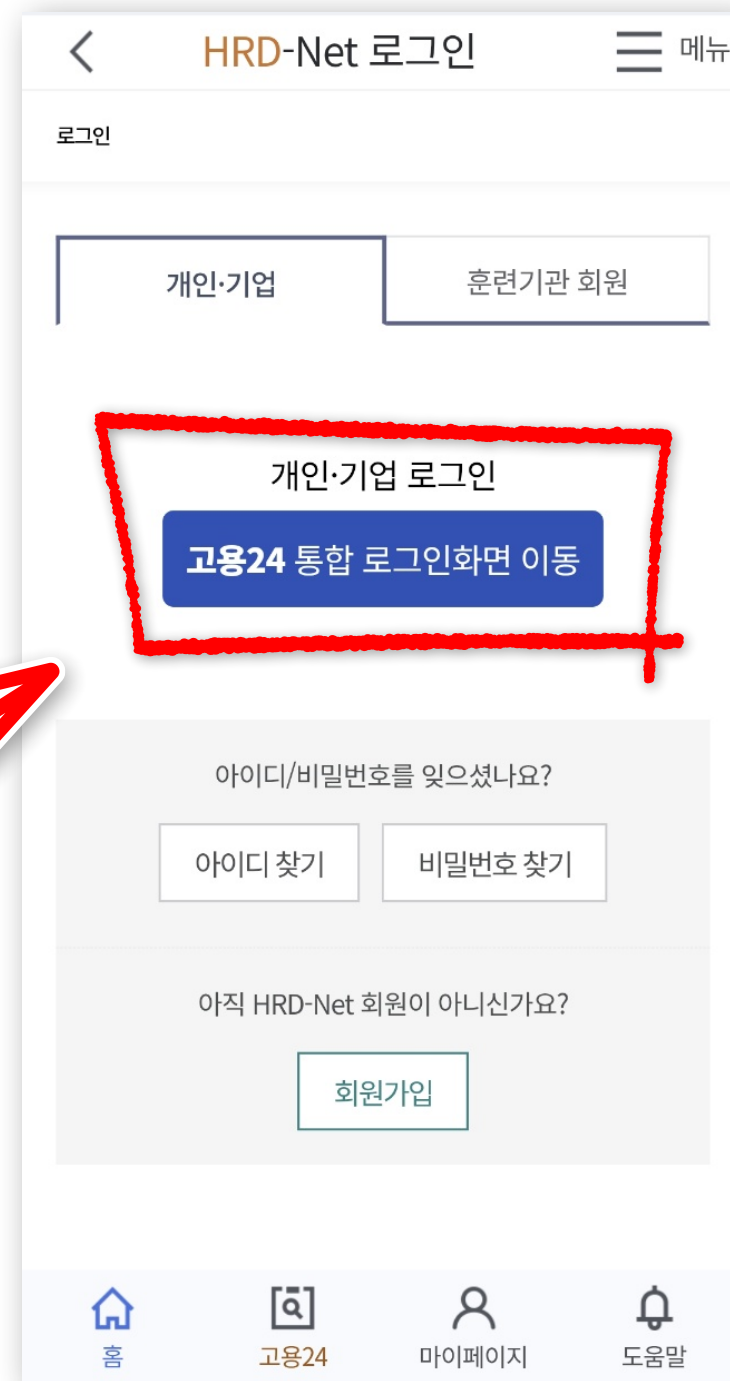 HRD-Net 로그인
메뉴
로그인
개인·기업
훈련기관 회원
개인·기업 로그인
고용24 통합 로그인화면 이동
아이디/비밀번호를 잊으셨나요?
아이디 찾기
비밀번호 찾기
아직 HRD-Net 회원이 아니신가요?
회원가입
홈
고용24
마이페이지
도움말